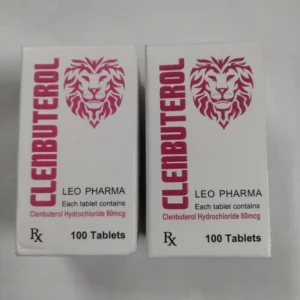 CLENBUTEROL
LEO PHARMA
Each tablet contains
Clenbuterol Hydrochloride 60mcg
Rx 100 Tablets
CLENBUTEROL
LEO PHARMA
Each tablet contains
Clenbuterol Hydrochloride 60mcg
Rx 100 Tablets